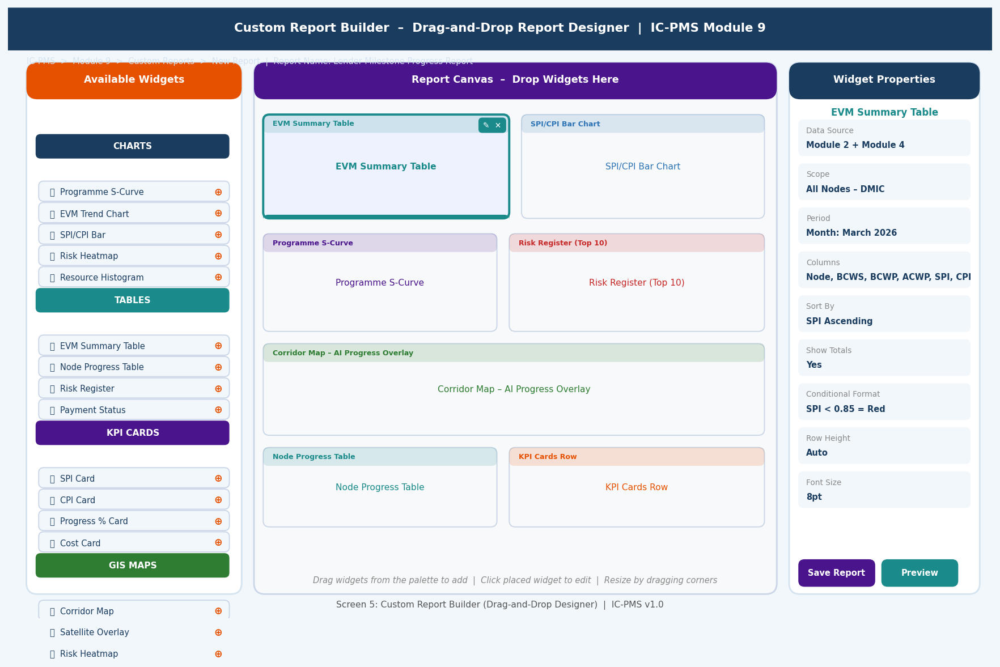 Custom Report Builder – Drag-and-Drop Report Designer | IC-PMS Module 9
IC-PMS > Module 9 > Custom Reports > New Report | Report Name: Lender Milestone Progress Report
Available Widgets
CHARTS
Programme S-Curve ⊕
EVM Trend Chart ⊕
SPI/CPI Bar ⊕
Risk Heatmap ⊕
Resource Histogram ⊕
TABLES
EVM Summary Table ⊕
Node Progress Table ⊕
Risk Register ⊕
Payment Status ⊕
KPI CARDS
SPI Card ⊕
CPI Card ⊕
Progress % Card ⊕
Cost Card ⊕
GIS MAPS
Corridor Map ⊕
Satellite Overlay ⊕
Risk Heatmap ⊕
Report Canvas – Drop Widgets Here
EVM Summary Table ✎ ✕
EVM Summary Table
SPI/CPI Bar Chart
SPI/CPI Bar Chart
Programme S-Curve
Programme S-Curve
Risk Register (Top 10)
Risk Register (Top 10)
Corridor Map – AI Progress Overlay
Corridor Map – AI Progress Overlay
Node Progress Table
Node Progress Table
KPI Cards Row
KPI Cards Row
Drag widgets from the palette to add | Click placed widget to edit | Resize by dragging corners
Widget Properties
EVM Summary Table
Data Source
Module 2 + Module 4
Scope
All Nodes – DMIC
Period
Month: March 2026
Columns
Node, BCWS, BCWP, ACWP, SPI, CPI
Sort By
SPI Ascending
Show Totals
Yes
Conditional Format
SPI < 0.85 = Red
Row Height
Auto
Font Size
8pt
Save Report
Preview
Screen 5: Custom Report Builder (Drag-and-Drop Designer) | IC-PMS v1.0